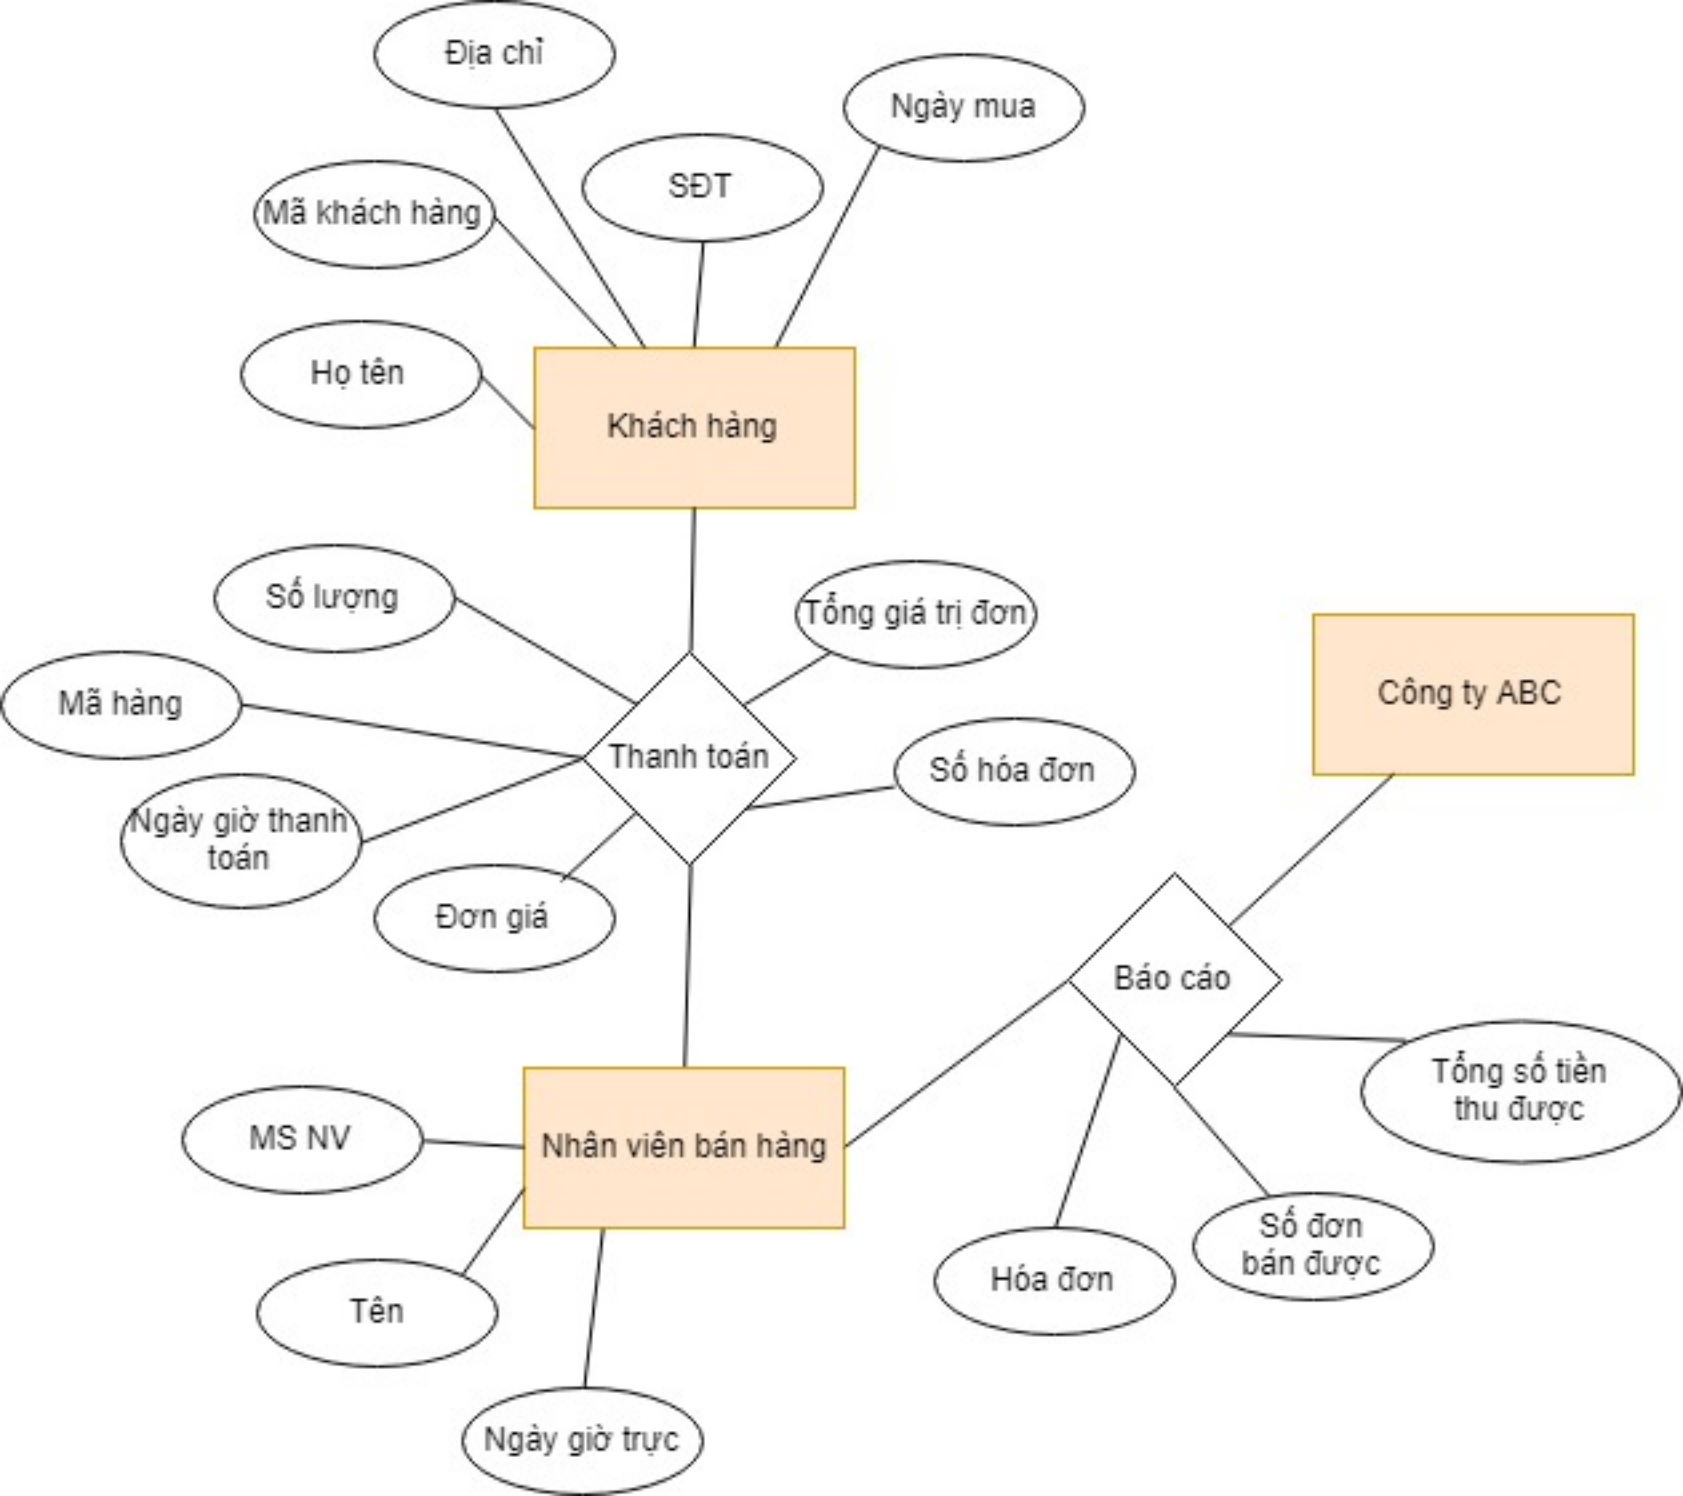 Địa chỉ
Ngày mua
SĐT
Mã khách hàng
Họ tên
Khách hàng
Số lượng
Tổng giá trị đơn
Công ty ABC
Mã hàng
Thanh toán
Số hóa đơn
Ngày giờ thanh
toán
Đơn giá
Báo cáo
Tổng số tiền
thu được
MS NV
Nhân viên bán hàng
Số đơn
bán được
Hóa đơn
Tên
Ngày giờ trực